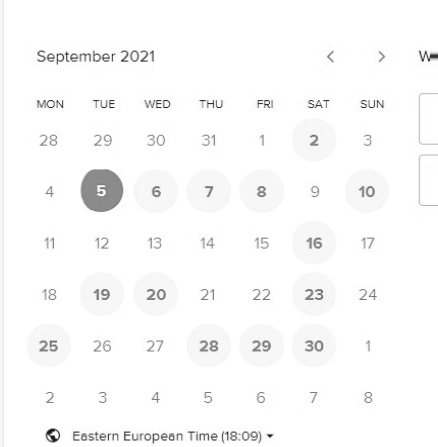 September 2021 < >
MON TUE WED THU FRI SAT SUN
28 29 30 31 1 2 3
4 5 6 7 8 9 10
11 12 13 14 15 16 17
18 19 20 21 22 23 24
25 26 27 28 29 30 1
2 3 4 5 6 7 8
Eastern European Time (18:09)